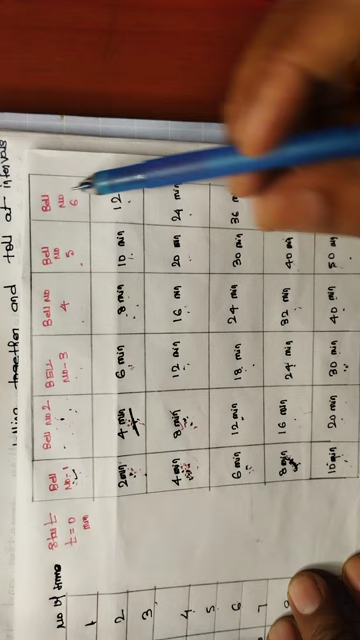 together and toll at intervals
No of time
Start
t=0
min
Bell
No-1
Bell No 2
Bell
No-3
Bell No
4
Bell
No
5
Bell
No
6
1
2 min
4 min
6 min
8 min
10 min
12
2
3
4 min
8 min
12 min
16 min
20 min
24 min
4
5
6 min
12 min
18 min
24 min
30 min
36 m
6
7
8 min
16 min
24 min
32 min
40 min
10 min
20 min
30 min
40 min
50 min